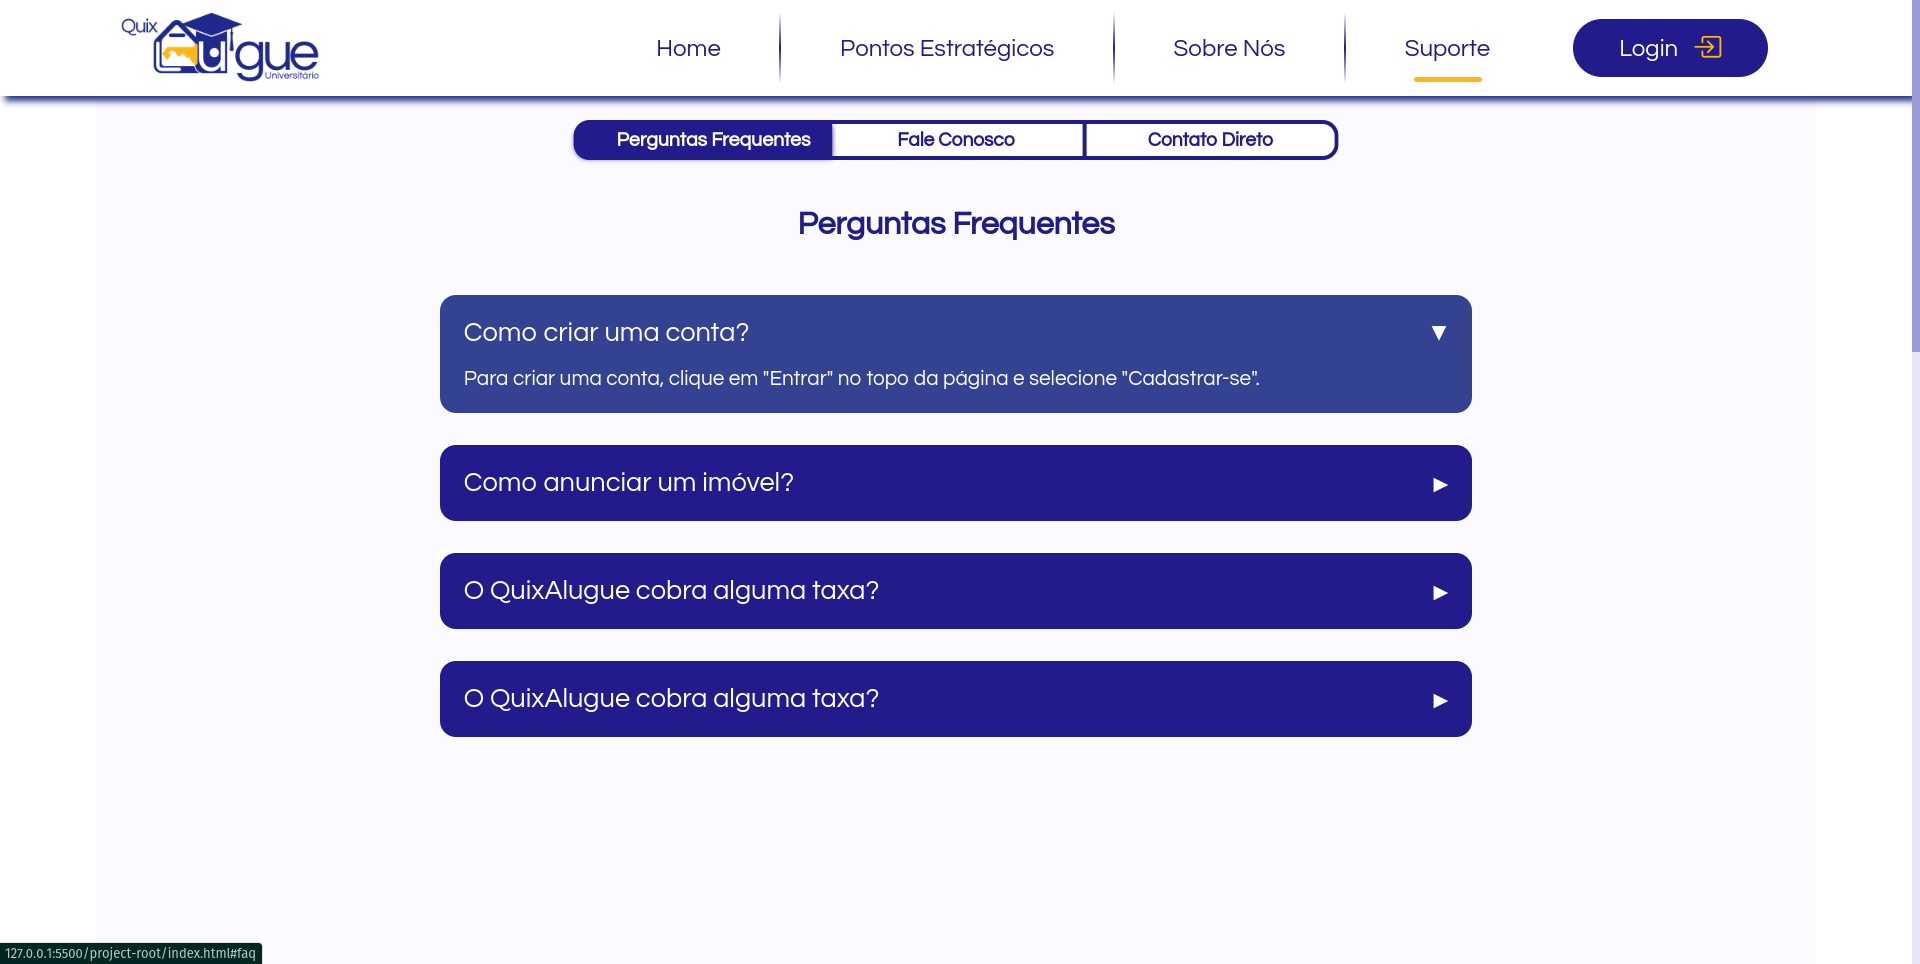 Quix
Alugue
Universitário
Home
Pontos Estratégicos
Sobre Nós
Suporte
Login
Perguntas Frequentes
Fale Conosco
Contato Direto
Perguntas Frequentes
Como criar uma conta?
▼
Para criar uma conta, clique em "Entrar" no topo da página e selecione "Cadastrar-se".
Como anunciar um imóvel?
▶
O QuixAlugue cobra alguma taxa?
▶
O QuixAlugue cobra alguma taxa?
▶
127.0.0.1:5500/project-root/index.html#faq